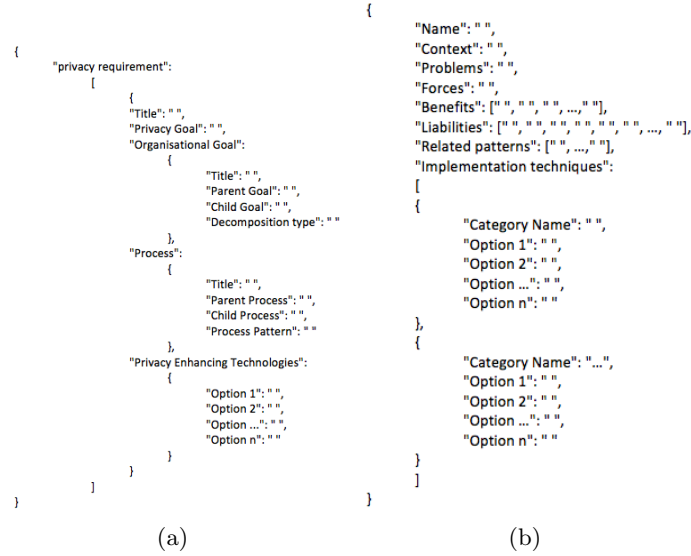 {
"privacy requirement":
[
{
"Title": " ",
"Privacy Goal": " ",
"Organisational Goal":
{
"Title": " ",
"Parent Goal": " ",
"Child Goal": " ",
"Decomposition type": " "
},
"Process":
{
"Title": " ",
"Parent Process": " ",
"Child Process": " ",
"Process Pattern": " "
},
"Privacy Enhancing Technologies":
{
"Option 1": " ",
"Option 2": " ",
"Option ...": " ",
"Option n": " "
}
}
]
}
(a)
{
"Name": " ",
"Context": " ",
"Problems": " ",
"Forces": " ",
"Benefits": [" ", " ", " ", ...," "],
"Liabilities": [" ", " ", " ", " ", " ", " ", ..., " "],
"Related patterns": [" ", ...," "],
"Implementation techniques":
[
{
"Category Name": " ",
"Option 1": " ",
"Option 2": " ",
"Option ...": " ",
"Option n": " "
},
{
"Category Name": "...",
"Option 1": " ",
"Option 2": " ",
"Option ...": " ",
"Option n": " "
}
]
}
(b)